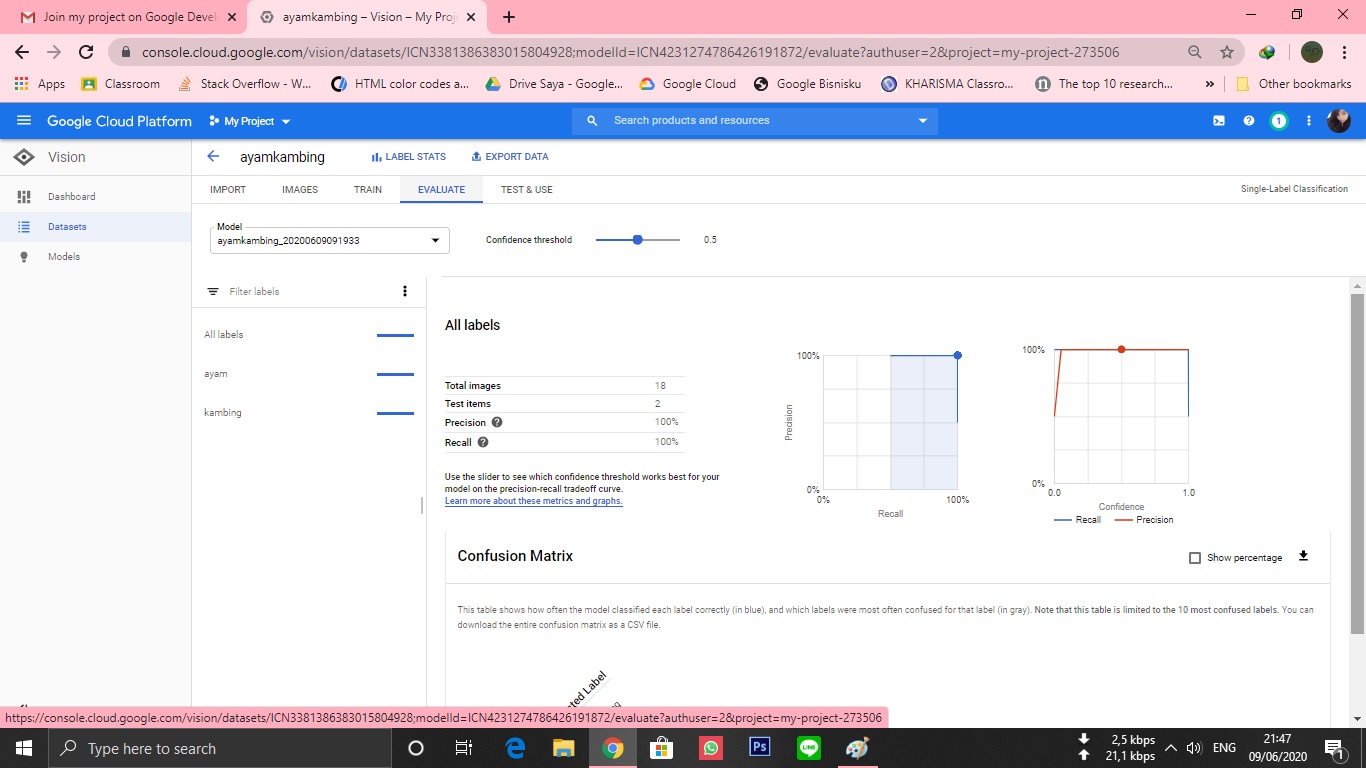 Join my project on Google Devel
ayamkambing – Vision – My Proj
console.cloud.google.com/vision/datasets/ICN3381386383015804928;modelId=ICN4231274786426191872/evaluate?authuser=2&project=my-project-273506
Apps
Classroom
Stack Overflow - W...
HTML color codes a...
Drive Saya - Google...
Google Cloud
Google Bisnisku
KHARISMA Classro...
The top 10 research...
»
Other bookmarks
Google Cloud Platform
My Project
Search products and resources
1
Vision
ayamkambing
LABEL STATS
EXPORT DATA
Dashboard
Datasets
Models
IMPORT
IMAGES
TRAIN
EVALUATE
TEST & USE
Single-Label Classification
Model
ayamkambing_20200609091933
Confidence threshold
0.5
Filter labels
All labels
ayam
kambing
All labels
Total images 18
Test items 2
Precision 100%
Recall 100%
Use the slider to see which confidence threshold works best for your
model on the precision-recall tradeoff curve.
Learn more about these metrics and graphs.
100%
Precision
0%
0%
100%
Recall
100%
0%
0.0
1.0
Confidence
Recall
Precision
Confusion Matrix
Show percentage
This table shows how often the model classified each label correctly (in blue), and which labels were most often confused for that label (in gray). Note that this table is limited to the 10 most confused labels. You can
download the entire confusion matrix as a CSV file.
Label
https://console.cloud.google.com/vision/datasets/ICN3381386383015804928;modelId=ICN4231274786426191872/evaluate?authuser=2&project=my-project-273506
Type here to search
Ps
LINE
2,5 kbps
21,1 kbps
ENG
21:47
09/06/2020
1